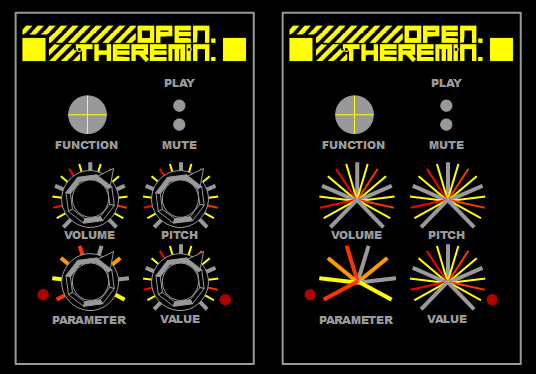 OPEN.
THEREMIN.
PLAY
FUNCTION MUTE
VOLUME PITCH
PARAMETER VALUE
OPEN.
THEREMIN.
PLAY
FUNCTION MUTE
VOLUME PITCH
PARAMETER VALUE